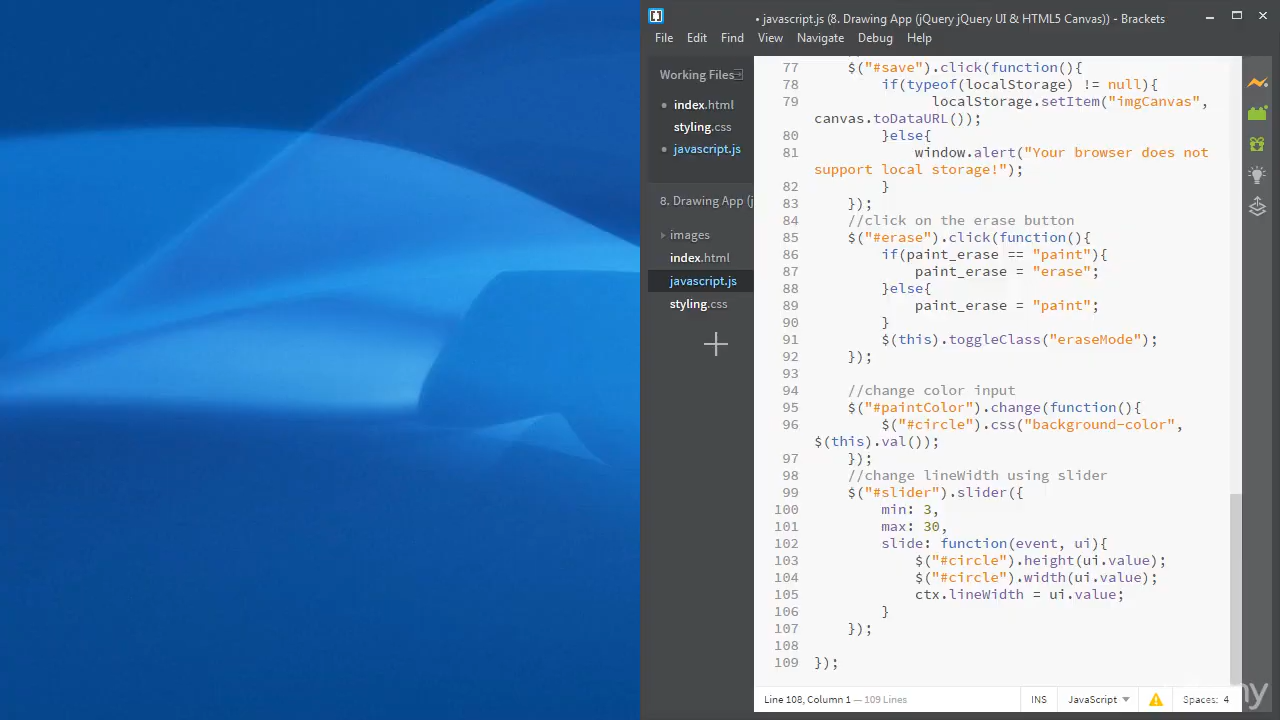 javascript.js (8. Drawing App (jQuery jQuery UI & HTML5 Canvas)) - Brackets
File Edit Find View Navigate Debug Help
Working Files
index.html
styling.css
javascript.js
8. Drawing App (j
images
index.html
javascript.js
styling.css
77 $("#save").click(function(){
78 if(typeof(localStorage) != null){
79 localStorage.setItem("imgCanvas",
canvas.toDataURL());
80 }else{
81 window.alert("Your browser does not
support local storage!");
82 }
83 });
84 //click on the erase button
85 $("#erase").click(function(){
86 if(paint_erase == "paint"){
87 paint_erase = "erase";
88 }else{
89 paint_erase = "paint";
90 }
91 $(this).toggleClass("eraseMode");
92 });
93
94 //change color input
95 $("#paintColor").change(function(){
96 $("#circle").css("background-color",
$(this).val());
97 });
98 //change lineWidth using slider
99 $("#slider").slider({
100 min: 3,
101 max: 30,
102 slide: function(event, ui){
103 $("#circle").height(ui.value);
104 $("#circle").width(ui.value);
105 ctx.lineWidth = ui.value;
106 }
107 });
108
109 });
Line 108, Column 1 — 109 Lines
INS JavaScript Spaces: 4